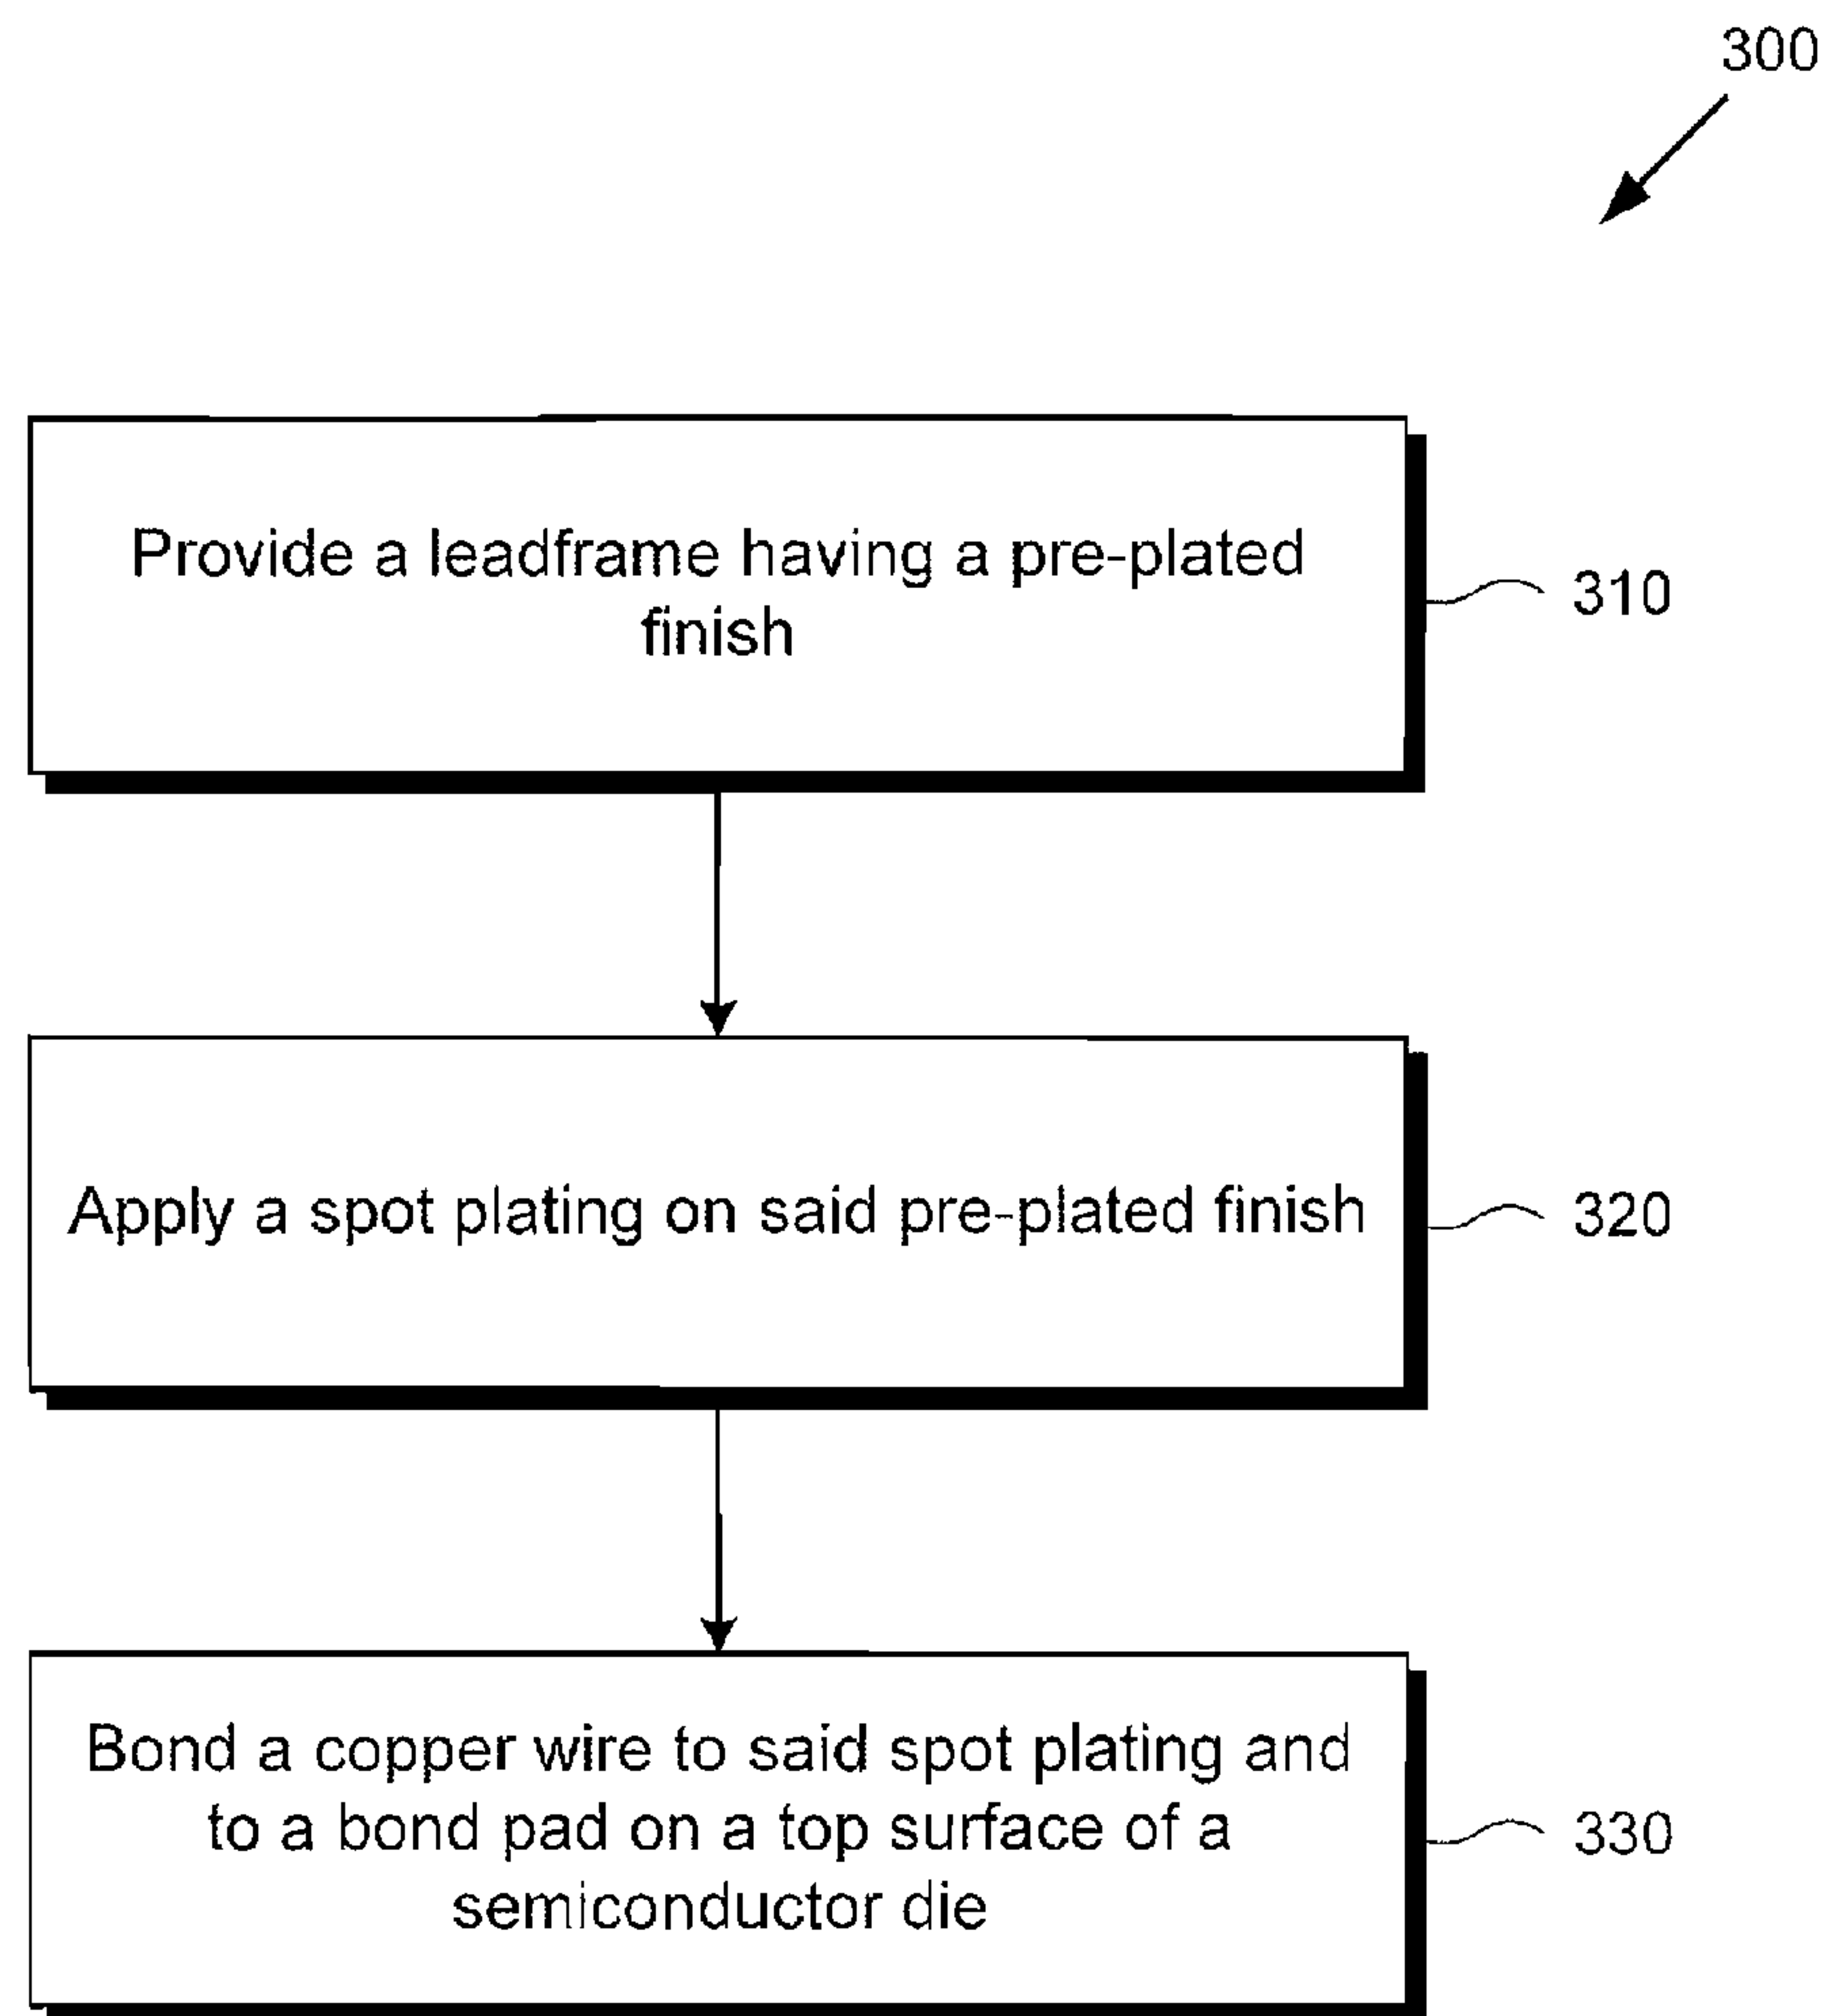 300
Provide a leadframe having a pre-plated
finish
310
Apply a spot plating on said pre-plated finish
320
Bond a copper wire to said spot plating and
to a bond pad on a top surface of a
semiconductor die
330